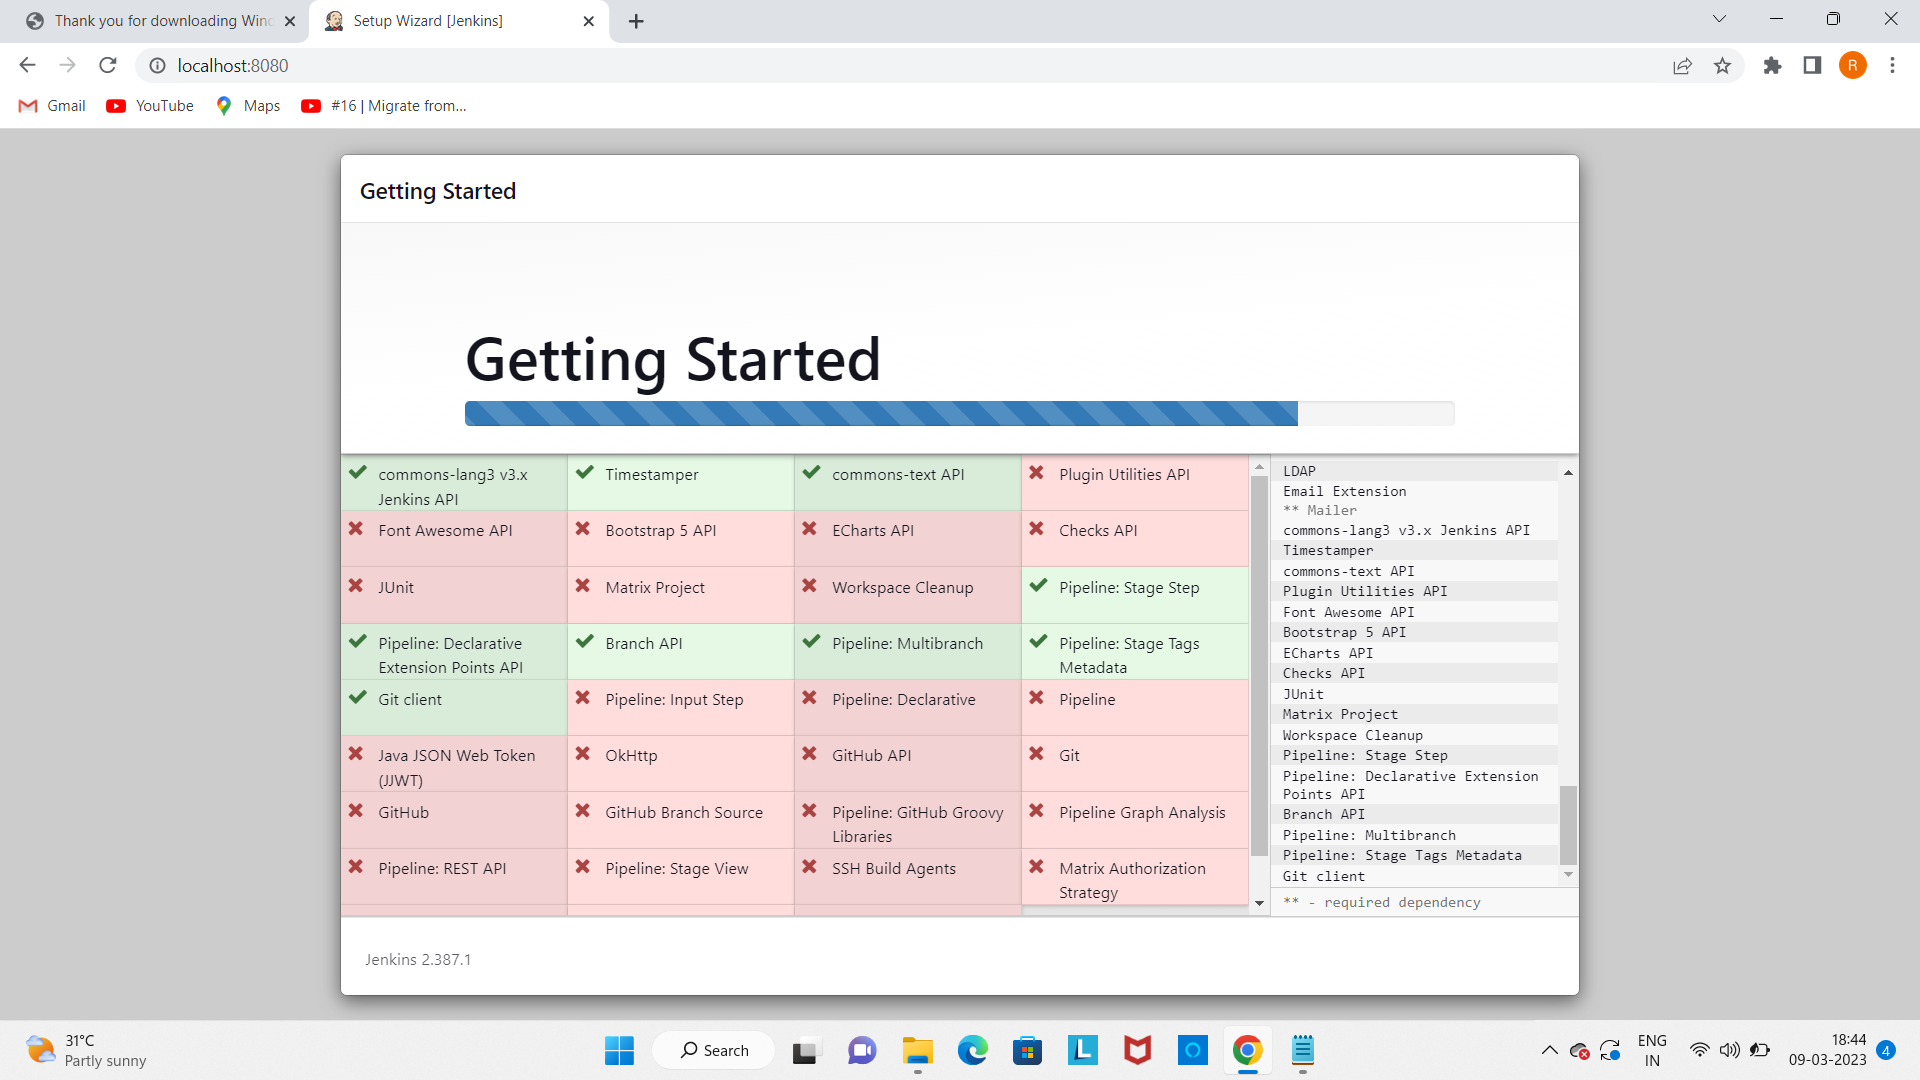 Thank you for downloading Wind
Setup Wizard [Jenkins]
localhost:8080
R
Gmail
YouTube
Maps
#16 | Migrate from...
Getting Started
Getting Started
commons-lang3 v3.x
Jenkins API
Timestamper
commons-text API
Plugin Utilities API
Font Awesome API
Bootstrap 5 API
ECharts API
Checks API
JUnit
Matrix Project
Workspace Cleanup
Pipeline: Stage Step
Pipeline: Declarative
Extension Points API
Branch API
Pipeline: Multibranch
Pipeline: Stage Tags
Metadata
Git client
Pipeline: Input Step
Pipeline: Declarative
Pipeline
Java JSON Web Token
(JJWT)
OkHttp
GitHub API
Git
GitHub
GitHub Branch Source
Pipeline: GitHub Groovy
Libraries
Pipeline Graph Analysis
Pipeline: REST API
Pipeline: Stage View
SSH Build Agents
Matrix Authorization
Strategy
LDAP
Email Extension
** Mailer
commons-lang3 v3.x Jenkins API
Timestamper
commons-text API
Plugin Utilities API
Font Awesome API
Bootstrap 5 API
ECharts API
Checks API
JUnit
Matrix Project
Workspace Cleanup
Pipeline: Stage Step
Pipeline: Declarative Extension
Points API
Branch API
Pipeline: Multibranch
Pipeline: Stage Tags Metadata
Git client
** - required dependency
Jenkins 2.387.1
31°C
Partly sunny
Search
L
ENG
IN
18:44
09-03-2023
4